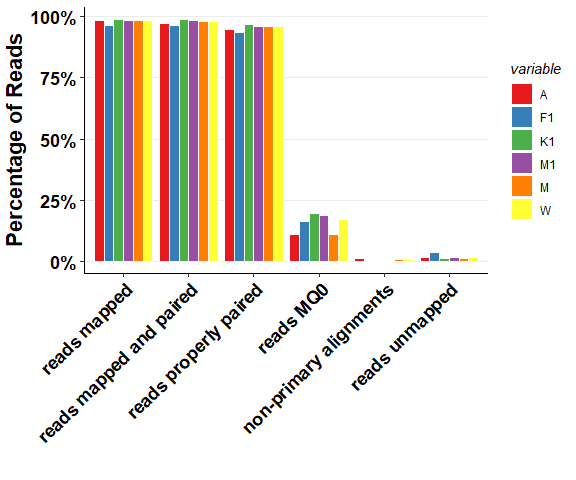 Percentage of Reads
100%
75%
50%
25%
0%
reads mapped
reads mapped and paired
reads properly paired
reads MQ0
non-primary alignments
reads unmapped
variable
A
F1
K1
M1
M
W